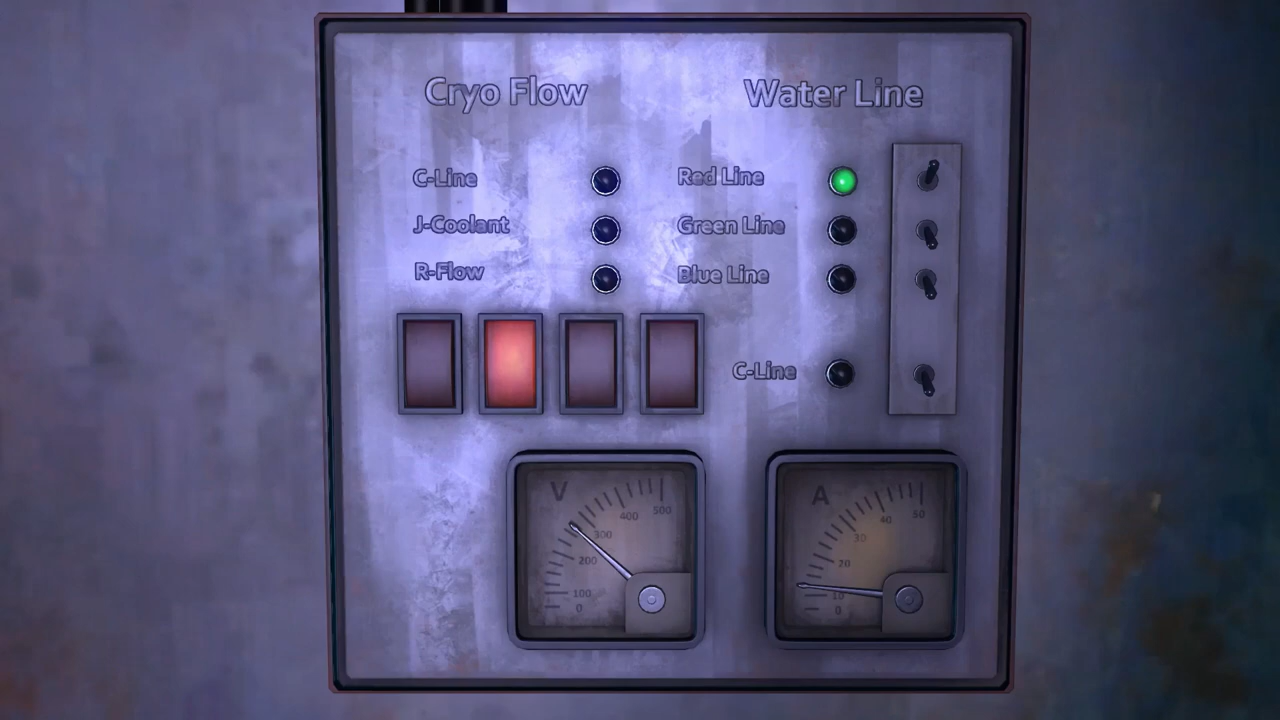 Cryo Flow
Water Line
C-Line
J-Coolant
R-Flow
Red Line
Green Line
Blue Line
C-Line
V
500
400
300
200
100
0
A
50
40
30
20
10
0